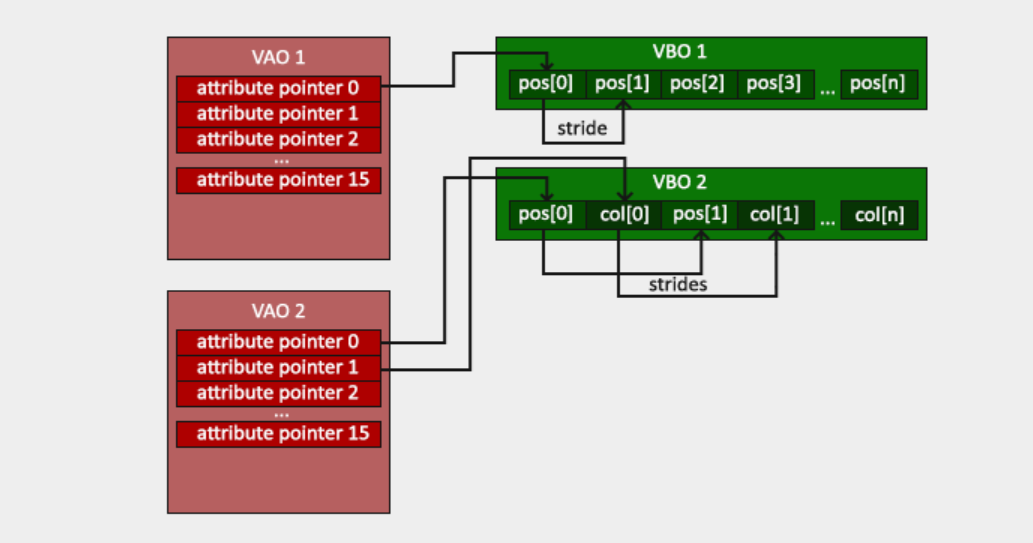 VAO 1
attribute pointer 0
attribute pointer 1
attribute pointer 2
...
attribute pointer 15
VBO 1
pos[0] pos[1] pos[2] pos[3] ... pos[n]
stride
VBO 2
pos[0] col[0] pos[1] col[1] ... col[n]
strides
VAO 2
attribute pointer 0
attribute pointer 1
attribute pointer 2
...
attribute pointer 15